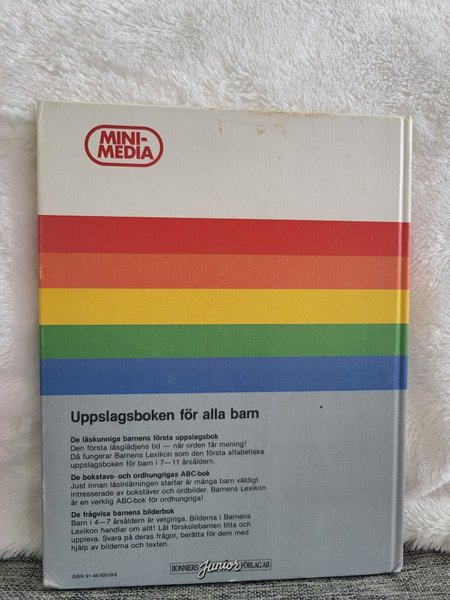 MINI-
MEDIA
Uppslagsboken för alla barn
De läskunniga barnens första uppslagsbok
Den första läsglädjens tid — när orden får mening!
Då fungerar Barnens Lexikon som den första alfabetiska
uppslagsboken för barn i 7—11 årsåldern.
De bokstavs- och ordhungrigas ABC-bok
Just innan läsinlärningen startar är många barn väldigt
intresserade av bokstäver och ordbilder. Barnens Lexikon
är en verklig ABC-bok för ordhungriga!
De frågvisa barnens bilderbok
Barn i 4—7 årsåldern är vetgiriga. Bilderna i Barnens
Lexikon handlar om allt! Låt förskolebarnen titta och
uppleva. Svara på deras frågor, berätta för dem med
hjälp av bilderna och texten.
ISBN 91-48-50519-6
BONNIERS Junior FÖRLAG AB